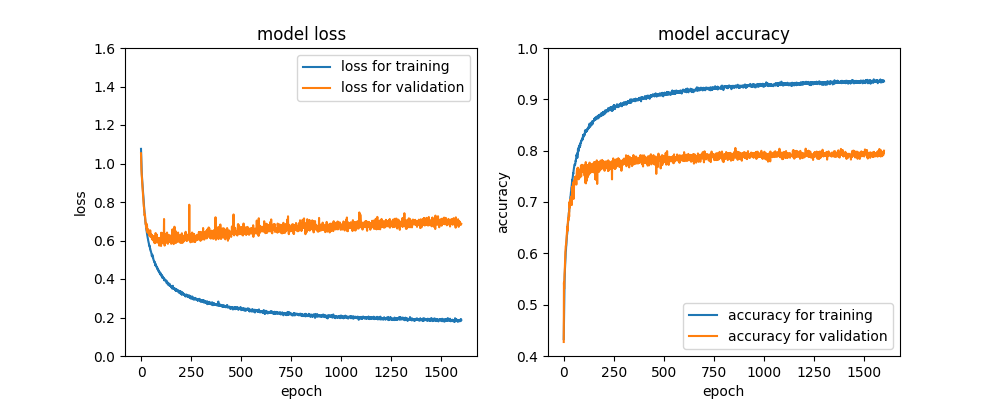 model loss
loss
1.6
1.4
1.2
1.0
0.8
0.6
0.4
0.2
0.0
loss for training
loss for validation
0 250 500 750 1000 1250 1500
epoch
model accuracy
accuracy
1.0
0.9
0.8
0.7
0.6
0.5
0.4
accuracy for training
accuracy for validation
0 250 500 750 1000 1250 1500
epoch